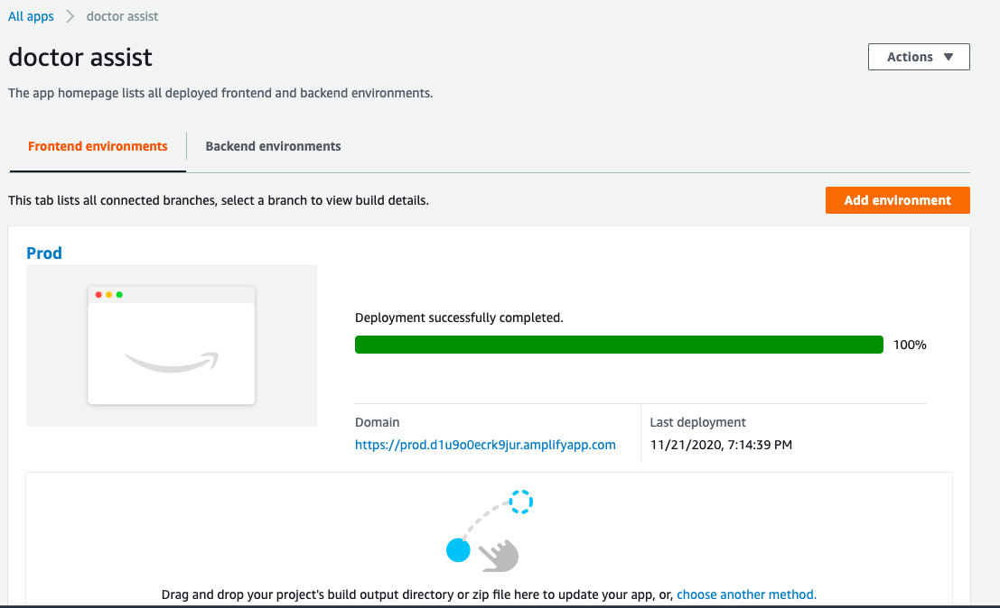 All apps
doctor assist
doctor assist
Actions
The app homepage lists all deployed frontend and backend environments.
Frontend environments
Backend environments
This tab lists all connected branches, select a branch to view build details.
Add environment
Prod
Deployment successfully completed.
100%
Domain
https://prod.d1u9o0ecrk9jur.amplifyapp.com
Last deployment
11/21/2020, 7:14:39 PM
Drag and drop your project's build output directory or zip file here to update your app, or, choose another method.